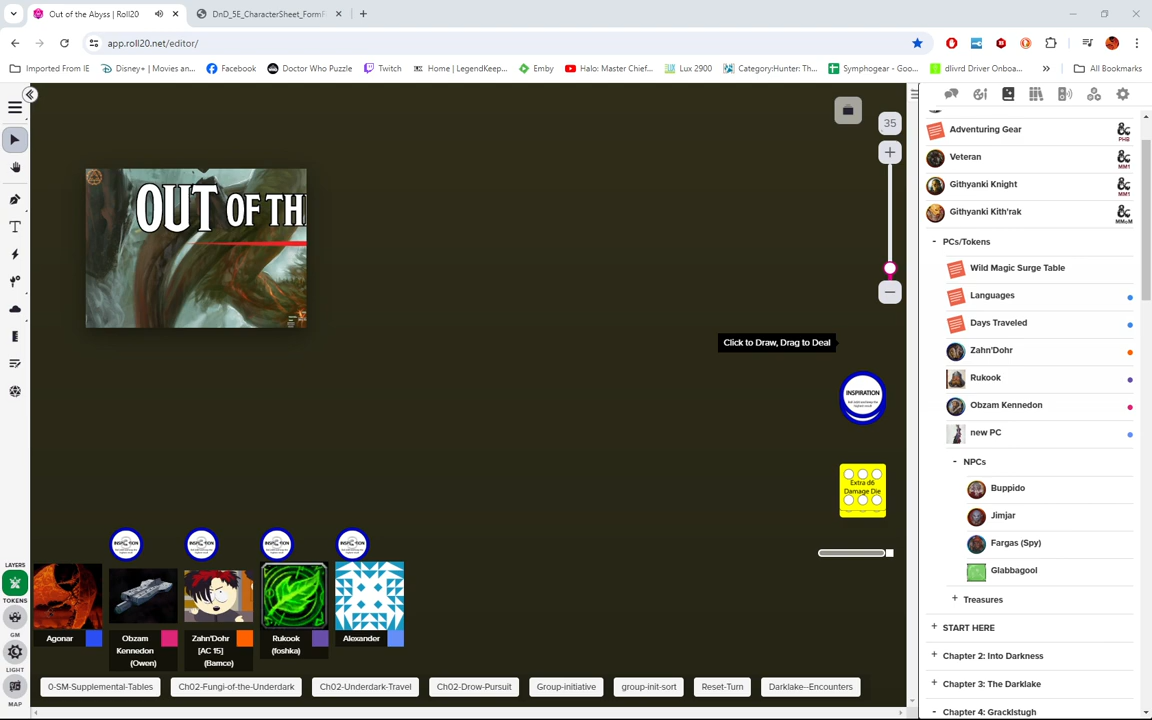 Out of the Abyss | Roll20
DnD_5E_CharacterSheet_FormF
app.roll20.net/editor/
Imported From IE
Disney+ | Movies an...
Facebook
Doctor Who Puzzle
Twitch
Home | LegendKeep...
Emby
Halo: Master Chief...
Lux 2900
Category:Hunter: Th...
Symphogear - Goo...
dlivrd Driver Onboa...
All Bookmarks
35
OUT OF TH
Click to Draw, Drag to Deal
INSPIRATION
Extra d6
Damage Die
Adventuring Gear
PHB
Veteran
MM1
Githyanki Knight
MM1
Githyanki Kith'rak
MMoM
- PCs/Tokens
Wild Magic Surge Table
Languages
Days Traveled
Zahn'Dohr
Rukook
Obzam Kennedon
new PC
- NPCs
Buppido
Jimjar
Fargas (Spy)
Glabbagool
+ Treasures
+ START HERE
+ Chapter 2: Into Darkness
+ Chapter 3: The Darklake
- Chapter 4: Gracklstugh
LAYERS
TOKENS
GM
LIGHT
MAP
Agonar
Obzam
Kennedon
(Owen)
Zahn'Dohr
[AC 15]
(Bamce)
Rukook
(foshka)
Alexander
0-SM-Supplemental-Tables
Ch02-Fungi-of-the-Underdark
Ch02-Underdark-Travel
Ch02-Drow-Pursuit
Group-initiative
group-init-sort
Reset-Turn
Darklake--Encounters